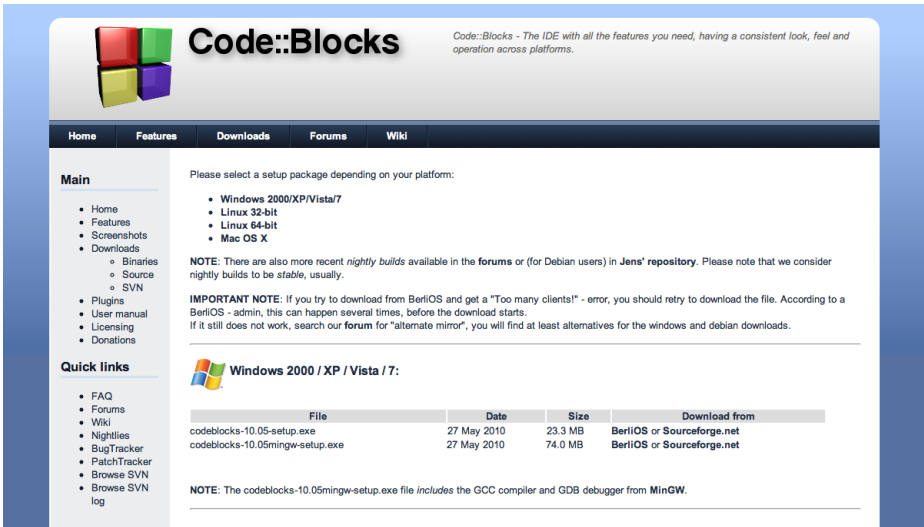 Code::Blocks
Code::Blocks - The IDE with all the features you need, having a consistent look, feel and
operation across platforms.
Home Features Downloads Forums Wiki
Main
Home
Features
Screenshots
Downloads
Binaries
Source
SVN
Plugins
User manual
Licensing
Donations
Quick links
FAQ
Forums
Wiki
Nightlies
BugTracker
PatchTracker
Browse SVN
Browse SVN
log
Please select a setup package depending on your platform:
Windows 2000/XP/Vista/7
Linux 32-bit
Linux 64-bit
Mac OS X
NOTE: There are also more recent nightly builds available in the forums or (for Debian users) in Jens' repository. Please note that we consider
nightly builds to be stable, usually.
IMPORTANT NOTE: If you try to download from BerliOS and get a "Too many clients!" - error, you should retry to download the file. According to a
BerliOS - admin, this can happen several times, before the download starts.
If it still does not work, search our forum for "alternate mirror", you will find at least alternatives for the windows and debian downloads.
Windows 2000 / XP / Vista / 7:
File Date Size Download from
codeblocks-10.05-setup.exe 27 May 2010 23.3 MB BerliOS or Sourceforge.net
codeblocks-10.05mingw-setup.exe 27 May 2010 74.0 MB BerliOS or Sourceforge.net
NOTE: The codeblocks-10.05mingw-setup.exe file includes the GCC compiler and GDB debugger from MinGW.